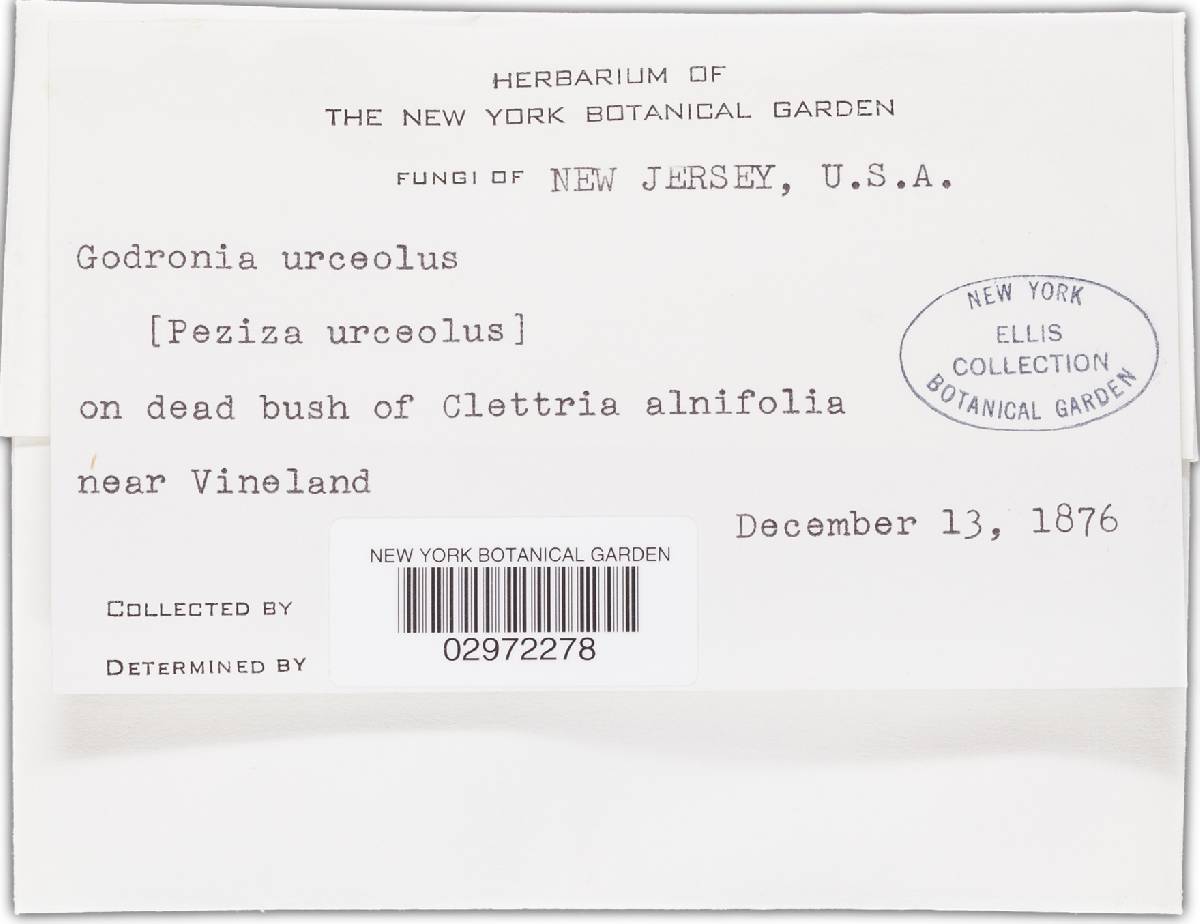 HERBARIUM OF
THE NEW YORK BOTANICAL GARDEN
FUNGI OF NEW JERSEY, U.S.A.
Godronia urceolus
[Peziza urceolus]
NEW YORK
ELLIS
COLLECTION
BOTANICAL GARDEN
on dead bush of Clettria alnifolia
near Vineland
December 13, 1876
NEW YORK BOTANICAL GARDEN
02972278
COLLECTED BY
DETERMINED BY